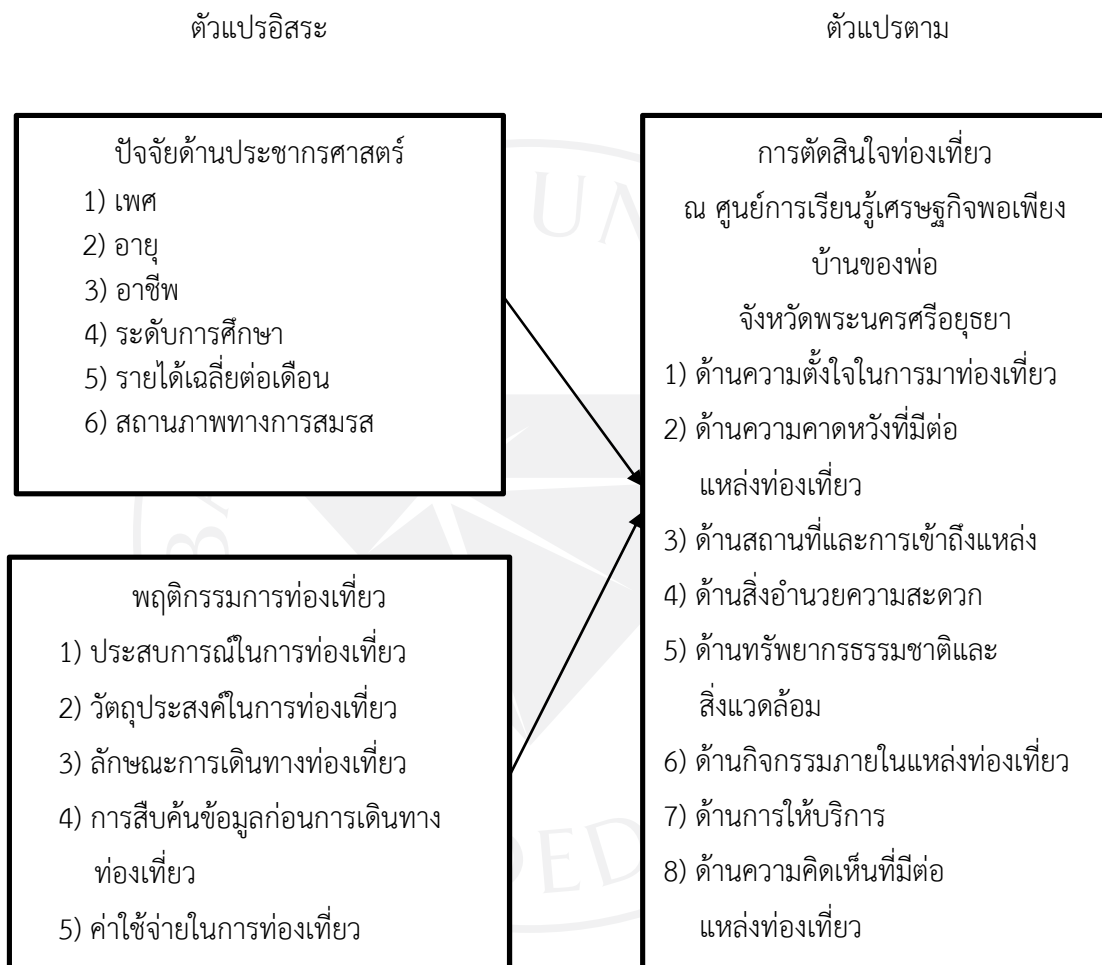 ตัวแปรอิสระ
ตัวแปรตาม
ปัจจัยด้านประชากรศาสตร์
1) เพศ
2) อายุ
3) อาชีพ
4) ระดับการศึกษา
5) รายได้เฉลี่ยต่อเดือน
6) สถานภาพทางการสมรส
พฤติกรรมการท่องเที่ยว
1) ประสบการณ์ในการท่องเที่ยว
2) วัตถุประสงค์ในการท่องเที่ยว
3) ลักษณะการเดินทางท่องเที่ยว
4) การสืบค้นข้อมูลก่อนการเดินทาง
ท่องเที่ยว
5) ค่าใช้จ่ายในการท่องเที่ยว
การตัดสินใจท่องเที่ยว
ณ ศูนย์การเรียนรู้เศรษฐกิจพอเพียง
บ้านของพ่อ
จังหวัดพระนครศรีอยุธยา
1) ด้านความตั้งใจในการมาท่องเที่ยว
2) ด้านความคาดหวังที่มีต่อ
แหล่งท่องเที่ยว
3) ด้านสถานที่และการเข้าถึงแหล่ง
4) ด้านสิ่งอำนวยความสะดวก
5) ด้านทรัพยากรธรรมชาติและ
สิ่งแวดล้อม
6) ด้านกิจกรรมภายในแหล่งท่องเที่ยว
7) ด้านการให้บริการ
8) ด้านความคิดเห็นที่มีต่อ
แหล่งท่องเที่ยว